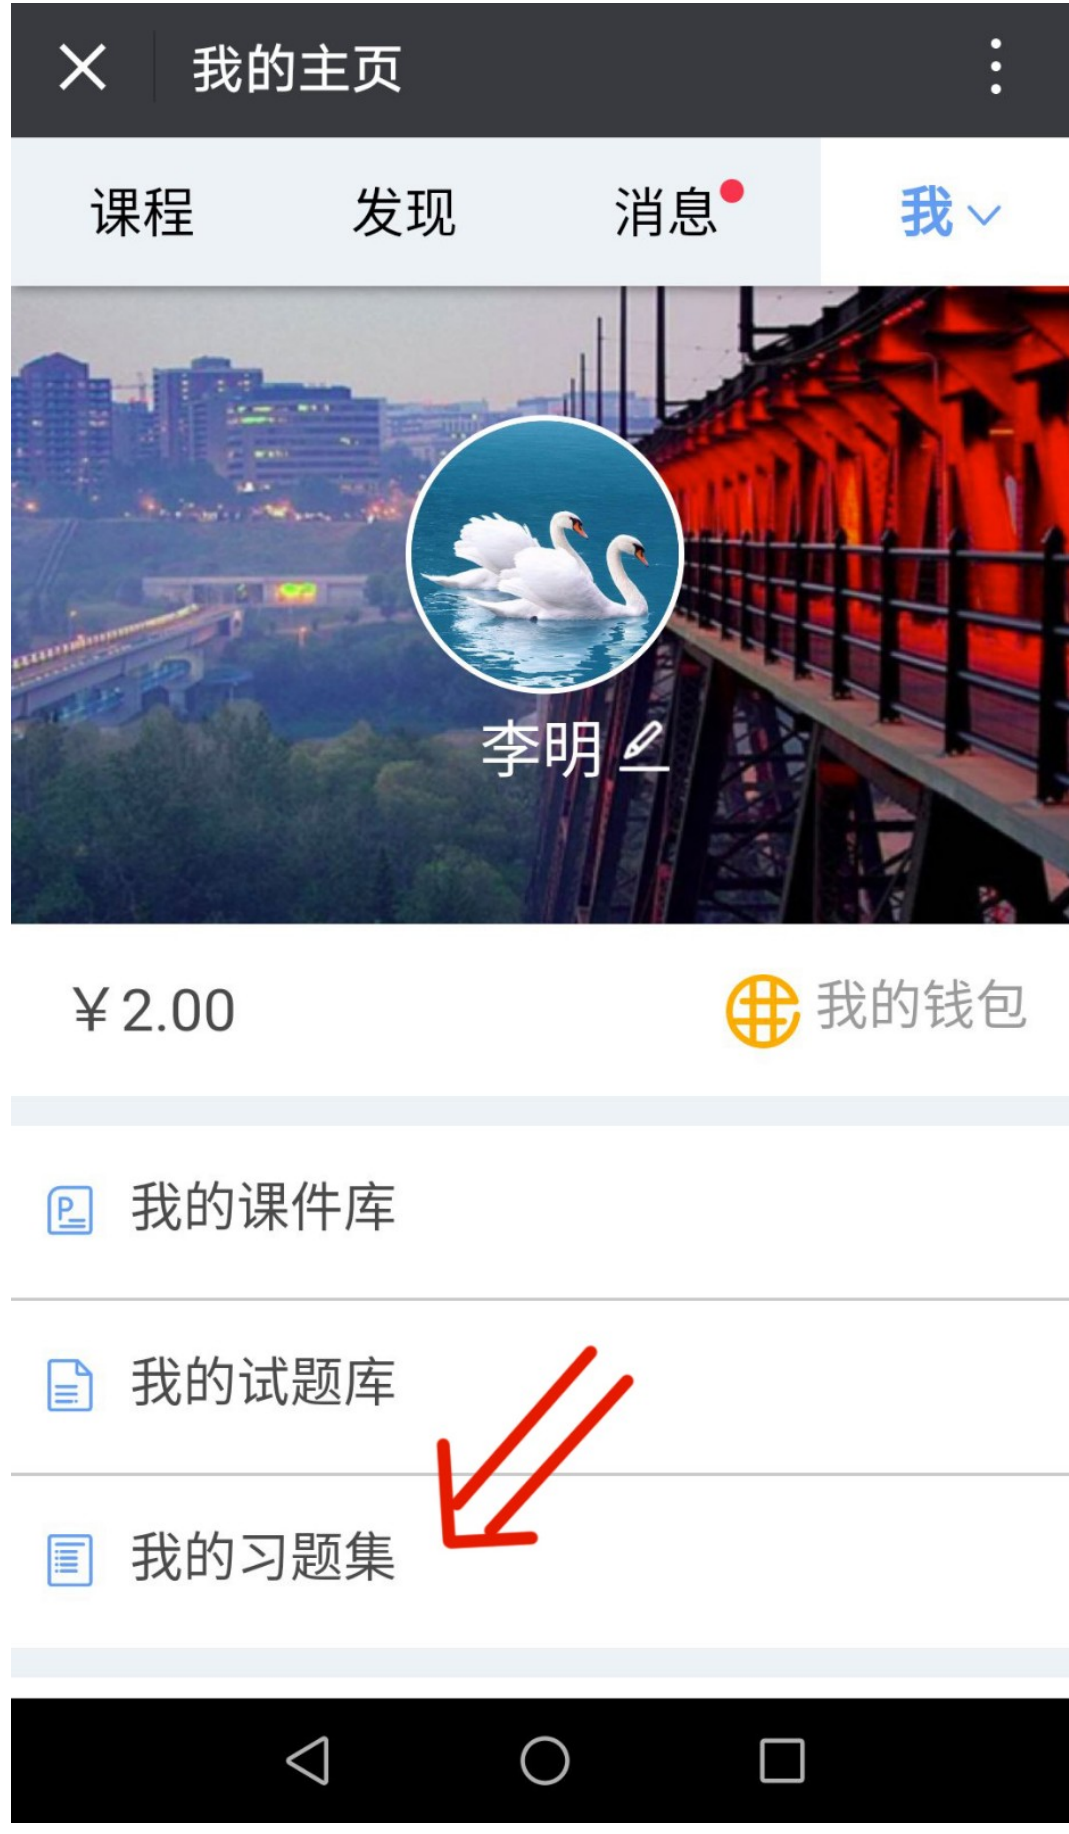 我的主页
课程 发现 消息 我
李明
￥2.00 我的钱包
我的课件库
我的试题库
我的习题集